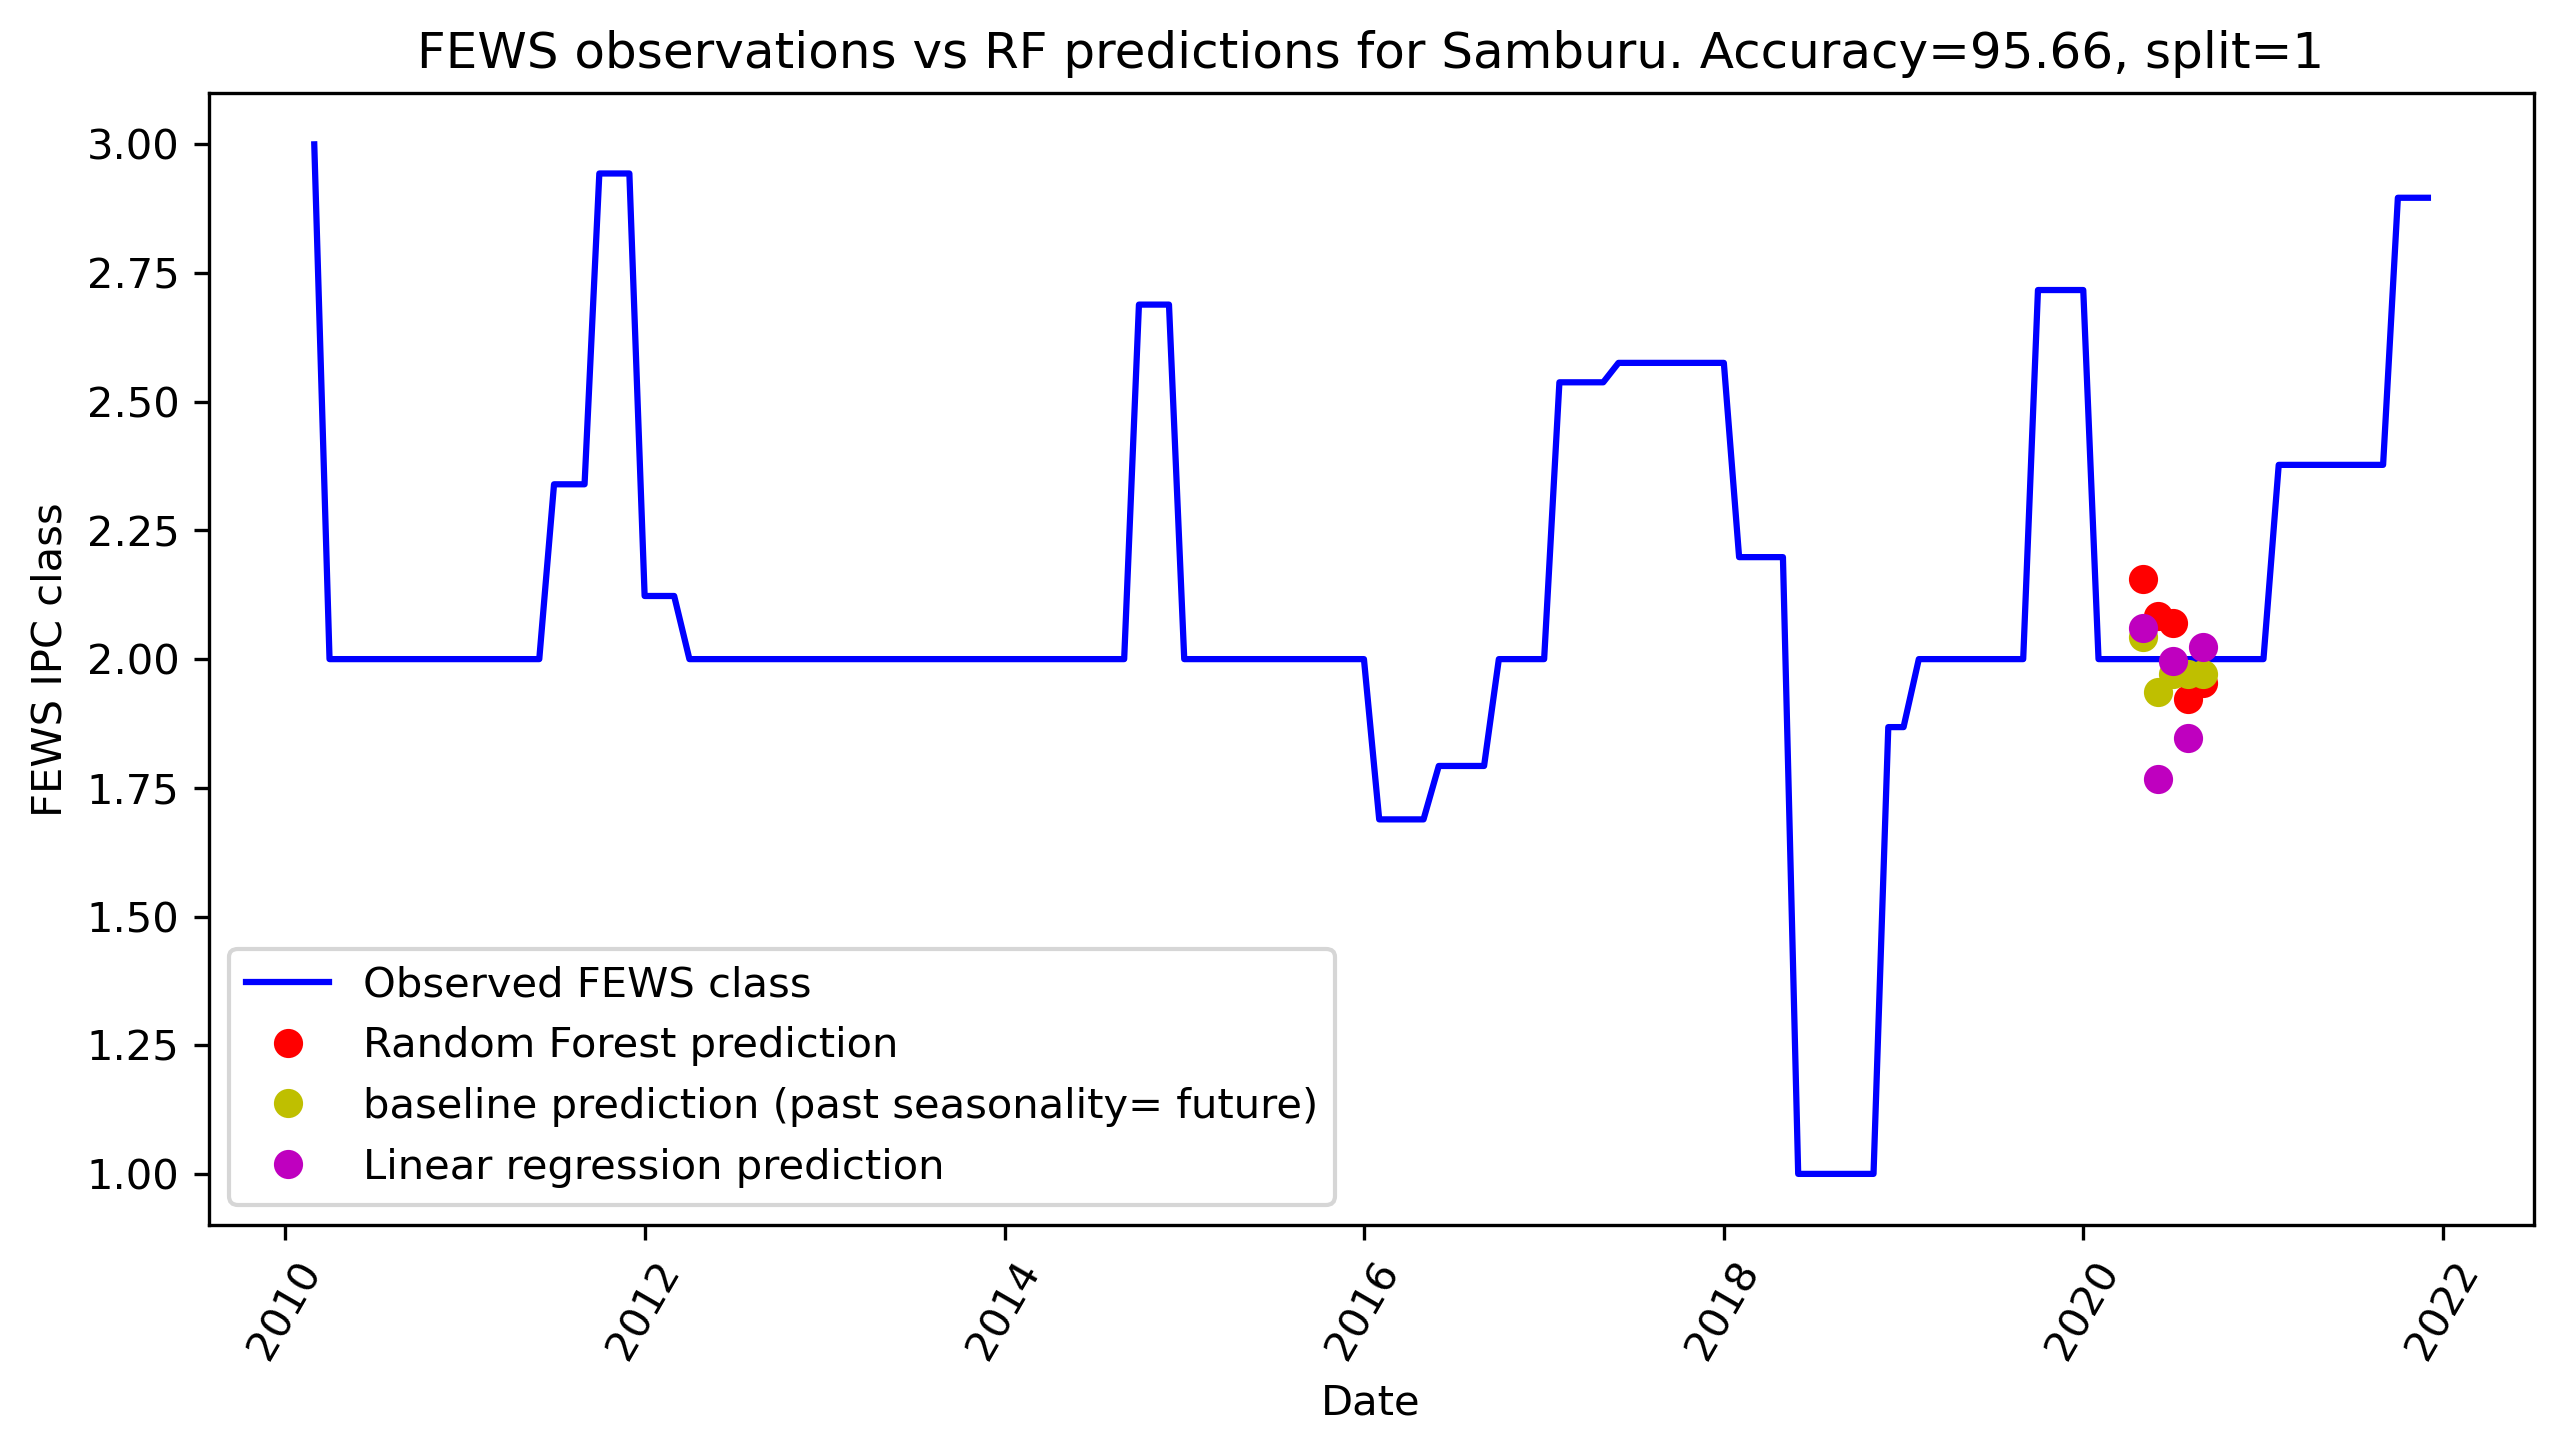 FEWS observations vs RF predictions for Samburu. Accuracy=95.66, split=1
FEWS IPC class
3.00
2.75
2.50
2.25
2.00
1.75
1.50
1.25
1.00
Observed FEWS class
Random Forest prediction
baseline prediction (past seasonality= future)
Linear regression prediction
2010
2012
2014
2016
2018
2020
2022
Date